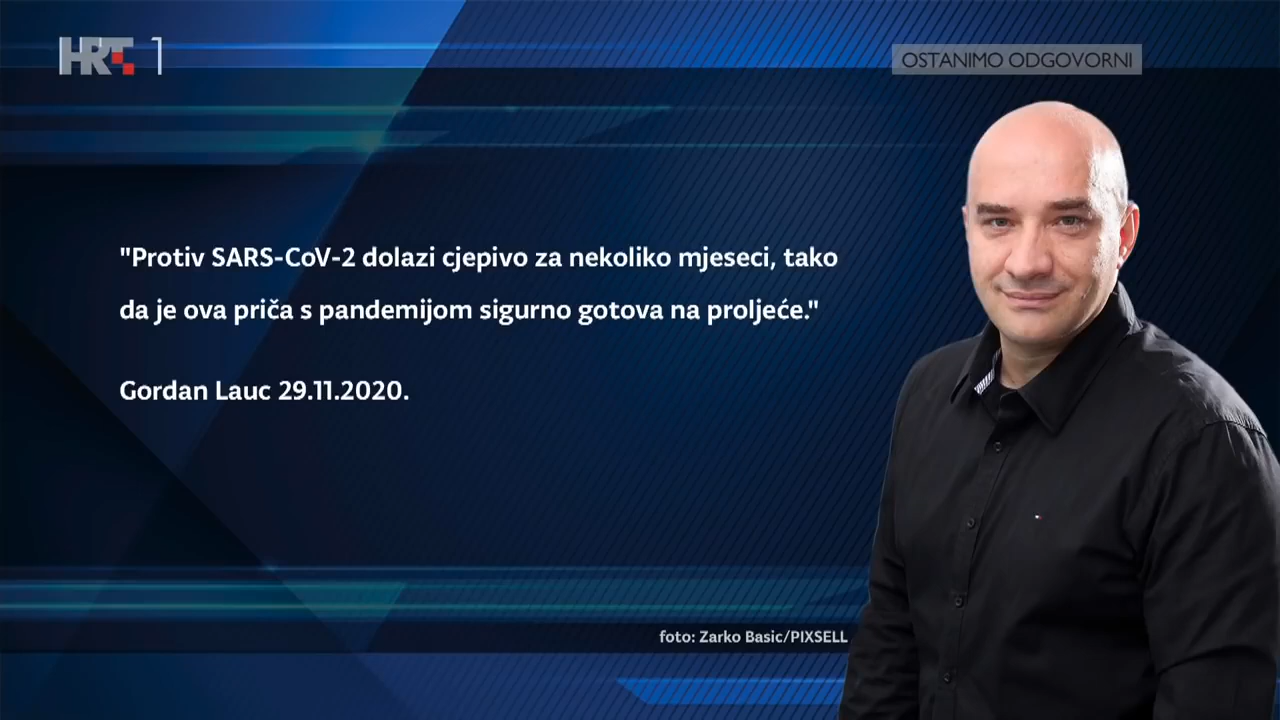 HRT 1
OSTANIMO ODGOVORNI
"Protiv SARS-CoV-2 dolazi cjepivo za nekoliko mjeseci, tako
da je ova priča s pandemijom sigurno gotova na proljeće."
Gordan Lauc 29.11.2020.
foto: Zarko Basic/PIXSELL